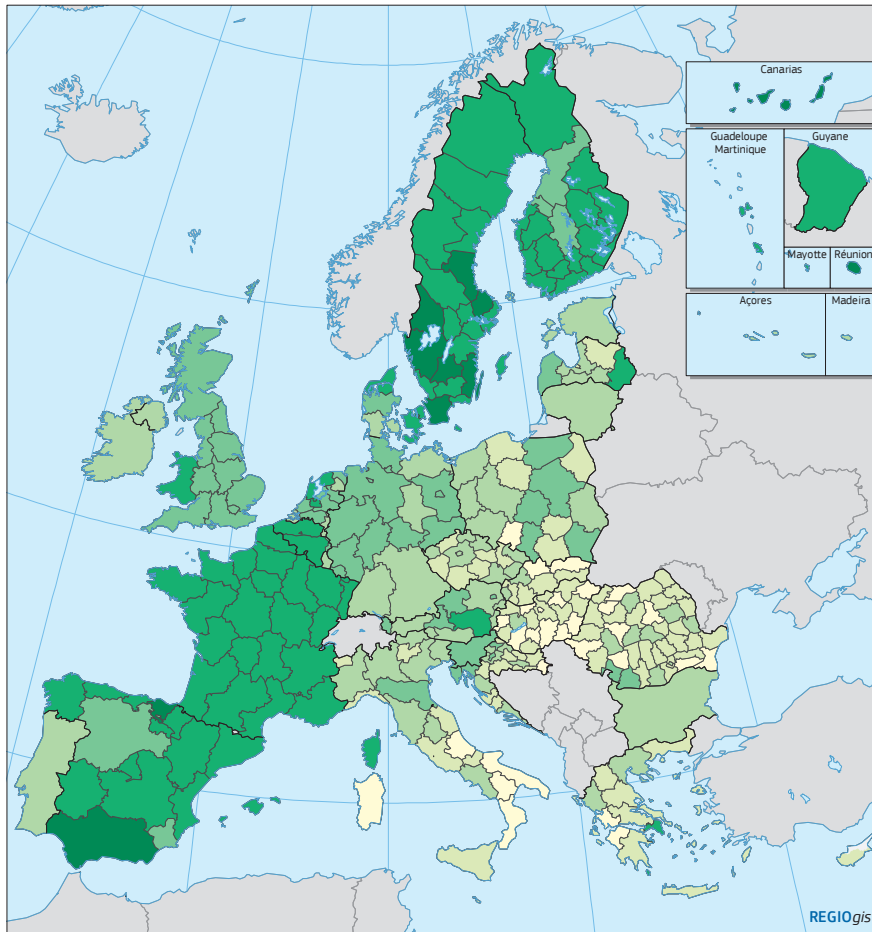 Canarias
Guadeloupe
Martinique
Guyane
Mayotte
Réunion
Açores
Madeira
REGIOgis